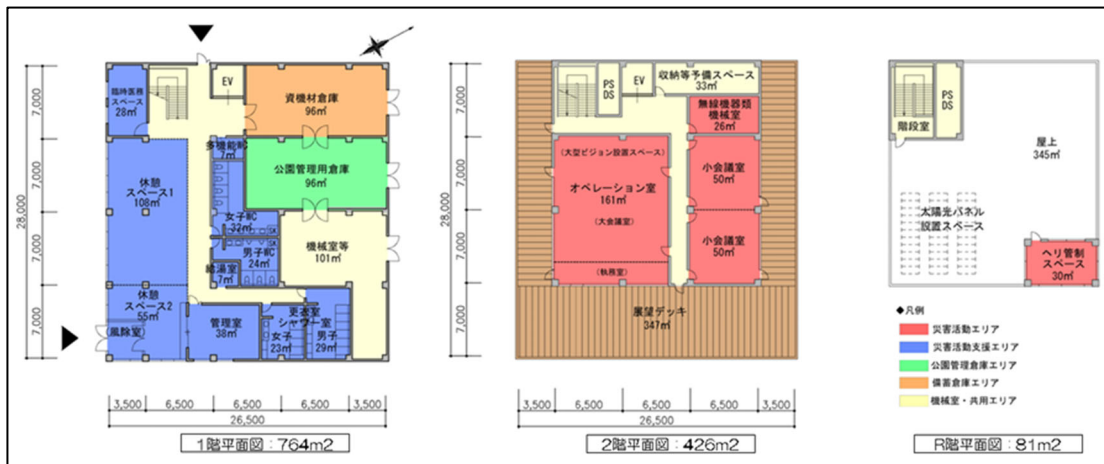 臨時医務
スペース
28㎡
EV
資機材倉庫
96㎡
多機能WC
7㎡
公園管理用倉庫
96㎡
休憩
スペース1
108㎡
女子WC
32㎡
SK
男子WC
24㎡
SK
機械室等
101㎡
給湯室
7㎡
休憩
スペース2
55㎡
(風除室)
管理室
38㎡
更衣室
シャワー室
女子
23㎡
男子
29㎡
7,000
7,000
7,000
7,000
28,000
3,500
6,500
6,500
6,500
3,500
26,500
1階平面図:764m2
PS
DS
EV
収納等予備スペース
33㎡
無線機器類
機械室
26㎡
(大型ビジョン設置スペース)
オペレーション室
161㎡
(大会議室)
(執務室)
小会議室
50㎡
小会議室
50㎡
展望デッキ
347㎡
7,000
7,000
7,000
7,000
28,000
3,500
6,500
6,500
6,500
3,500
26,500
2階平面図:426m2
PS
DS
階段室
屋上
345㎡
太陽光パネル
設置スペース
ヘリ管制
スペース
30㎡
◆凡例
災害活動エリア
災害活動支援エリア
公園管理倉庫エリア
備蓄倉庫エリア
機械室・共用エリア
R階平面図:81m2